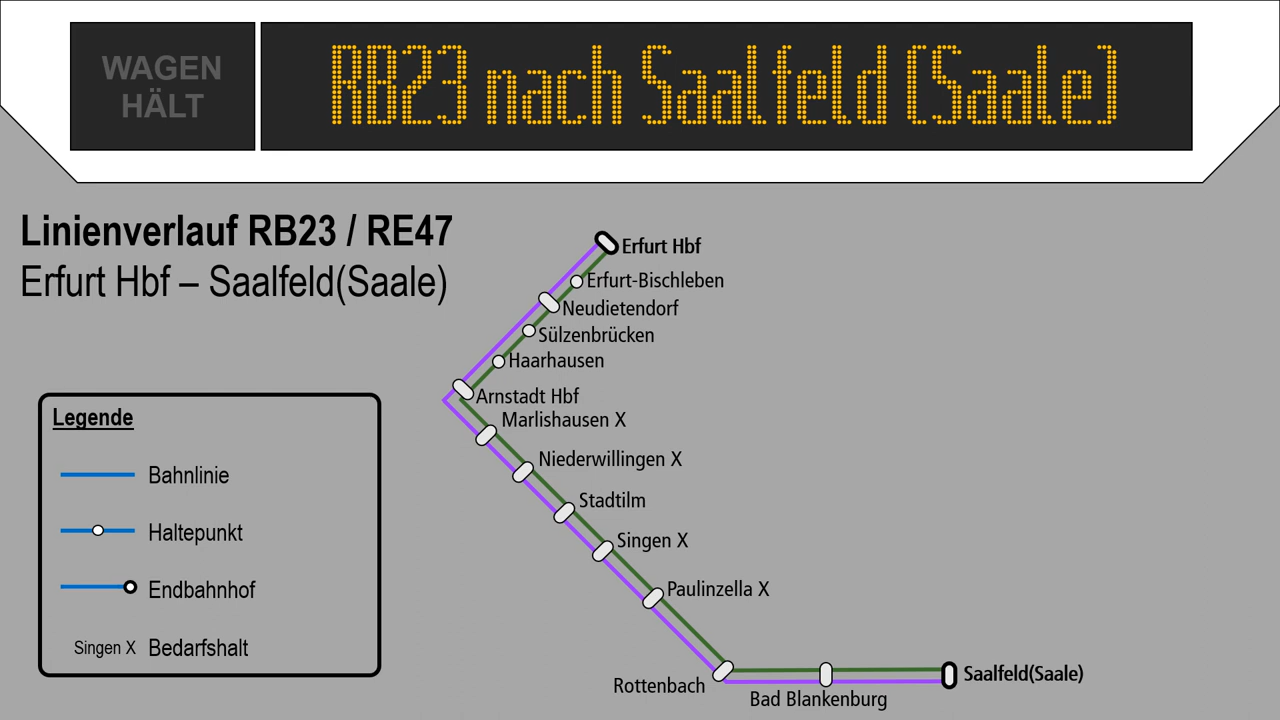 WAGEN
HÄLT
RB23 nach Saalfeld (Saale)
Linienverlauf RB23 / RE47
Erfurt Hbf – Saalfeld(Saale)
Erfurt Hbf
Erfurt-Bischleben
Neudietendorf
Sülzenbrücken
Haarhausen
Arnstadt Hbf
Marlishausen X
Niederwillingen X
Stadtilm
Singen X
Paulinzella X
Rottenbach
Bad Blankenburg
Saalfeld(Saale)
Legende
Bahnlinie
Haltepunkt
Endbahnhof
Singen X Bedarfshalt